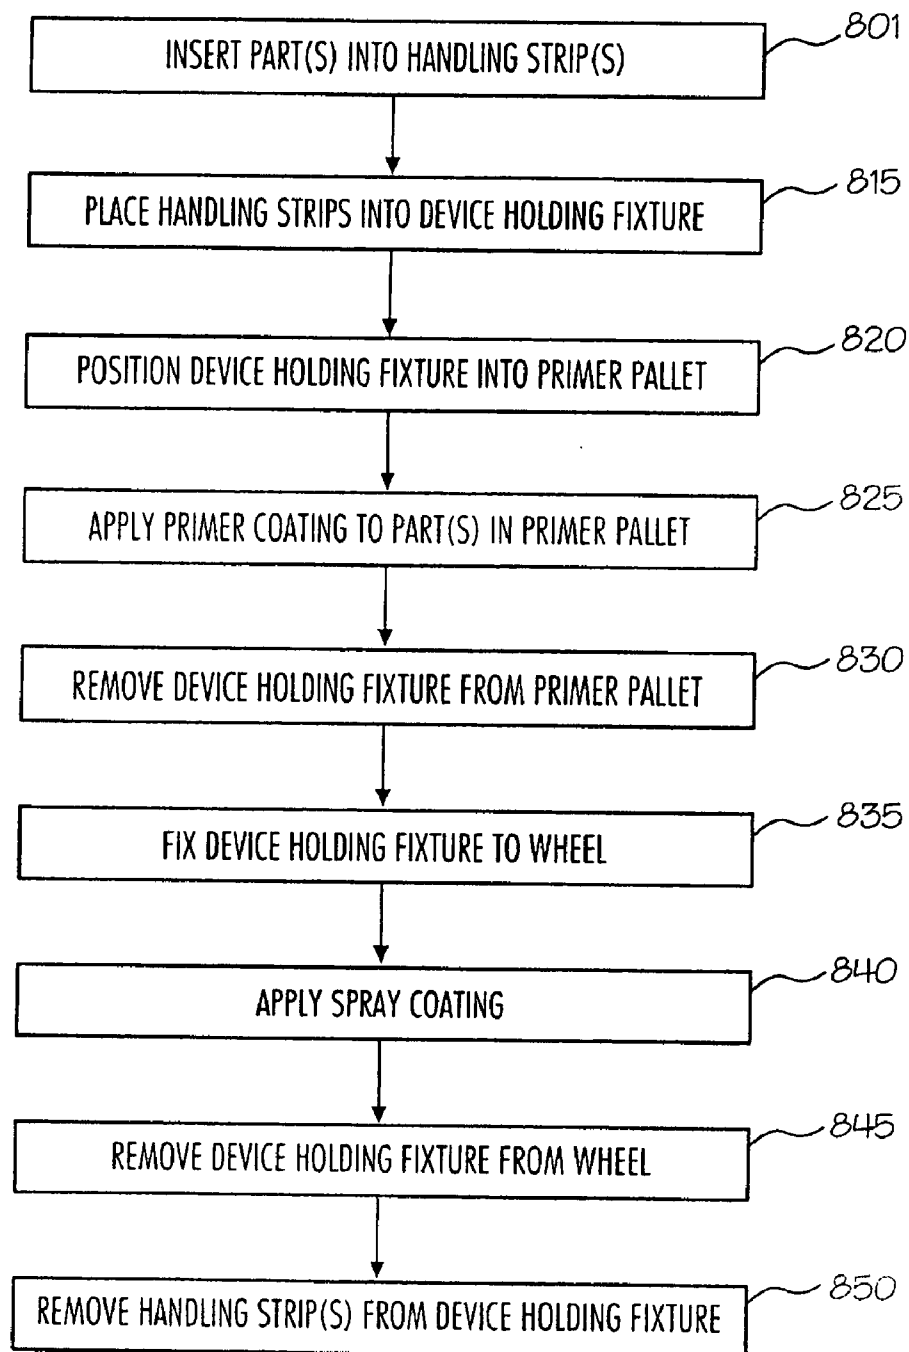 INSERT PART(S) INTO HANDLING STRIP(S)
801
PLACE HANDLING STRIPS INTO DEVICE HOLDING FIXTURE
815
POSITION DEVICE HOLDING FIXTURE INTO PRIMER PALLET
820
APPLY PRIMER COATING TO PART(S) IN PRIMER PALLET
825
REMOVE DEVICE HOLDING FIXTURE FROM PRIMER PALLET
830
FIX DEVICE HOLDING FIXTURE TO WHEEL
835
APPLY SPRAY COATING
840
REMOVE DEVICE HOLDING FIXTURE FROM WHEEL
845
REMOVE HANDLING STRIP(S) FROM DEVICE HOLDING FIXTURE
850